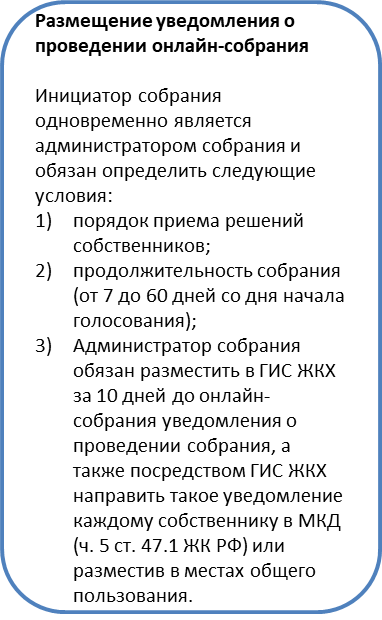 Размещение уведомления о
проведении онлайн-собрания
Инициатор собрания
одновременно является
администратором собрания и
обязан определить следующие
условия:
1) порядок приема решений
собственников;
2) продолжительность собрания
(от 7 до 60 дней со дня начала
голосования);
3) Администратор собрания
обязан разместить в ГИС ЖКХ
за 10 дней до онлайн-
собрания уведомления о
проведении собрания, а
также посредством ГИС ЖКХ
направить такое уведомление
каждому собственнику в МКД
(ч. 5 ст. 47.1 ЖК РФ) или
разместив в местах общего
пользования.